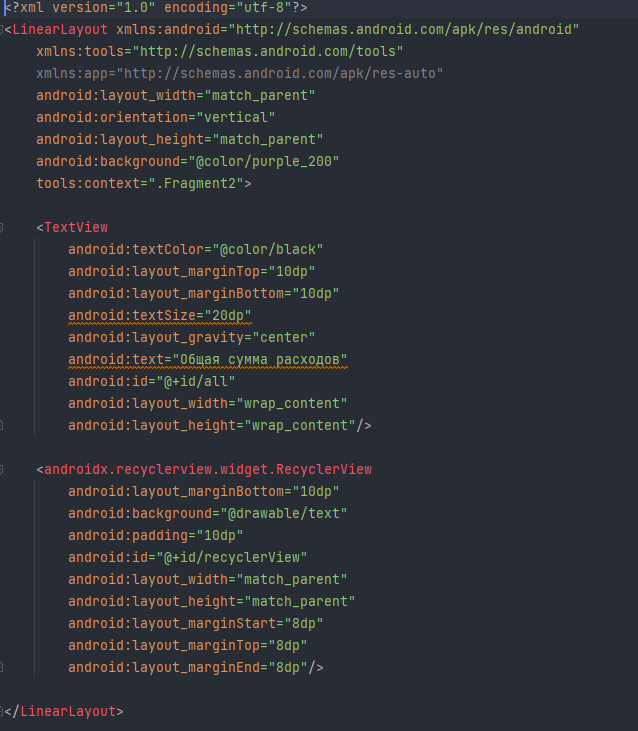 <?xml version="1.0" encoding="utf-8"?>
<LinearLayout xmlns:android="http://schemas.android.com/apk/res/android"
    xmlns:tools="http://schemas.android.com/tools"
    xmlns:app="http://schemas.android.com/apk/res-auto"
    android:layout_width="match_parent"
    android:orientation="vertical"
    android:layout_height="match_parent"
    android:background="@color/purple_200"
    tools:context=".Fragment2">

    <TextView
        android:textColor="@color/black"
        android:layout_marginTop="10dp"
        android:layout_marginBottom="10dp"
        android:textSize="20dp"
        android:layout_gravity="center"
        android:text="Общая сумма расходов"
        android:id="@+id/all"
        android:layout_width="wrap_content"
        android:layout_height="wrap_content"/>

    <androidx.recyclerview.widget.RecyclerView
        android:layout_marginBottom="10dp"
        android:background="@drawable/text"
        android:padding="10dp"
        android:id="@+id/recyclerView"
        android:layout_width="match_parent"
        android:layout_height="match_parent"
        android:layout_marginStart="8dp"
        android:layout_marginTop="8dp"
        android:layout_marginEnd="8dp"/>

</LinearLayout>